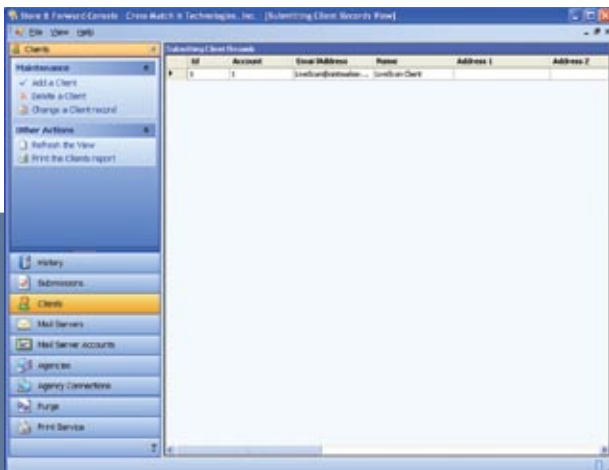 Store & Forward Console - Cross Match Technologies, Inc. - [Submitting Client Records View]
File View Help
Clients
Submitting Client Records
Maintenance
Add a Client
Delete a Client
Change a Client record
Other Actions
Refresh the View
Print the Clients report
Id Account Email Address Name Address 1 Address 2
1 1 LiveScan Client
History
Submissions
Clients
Mail Servers
Mail Server Accounts
Agencies
Agency Connections
Purge
Print Service